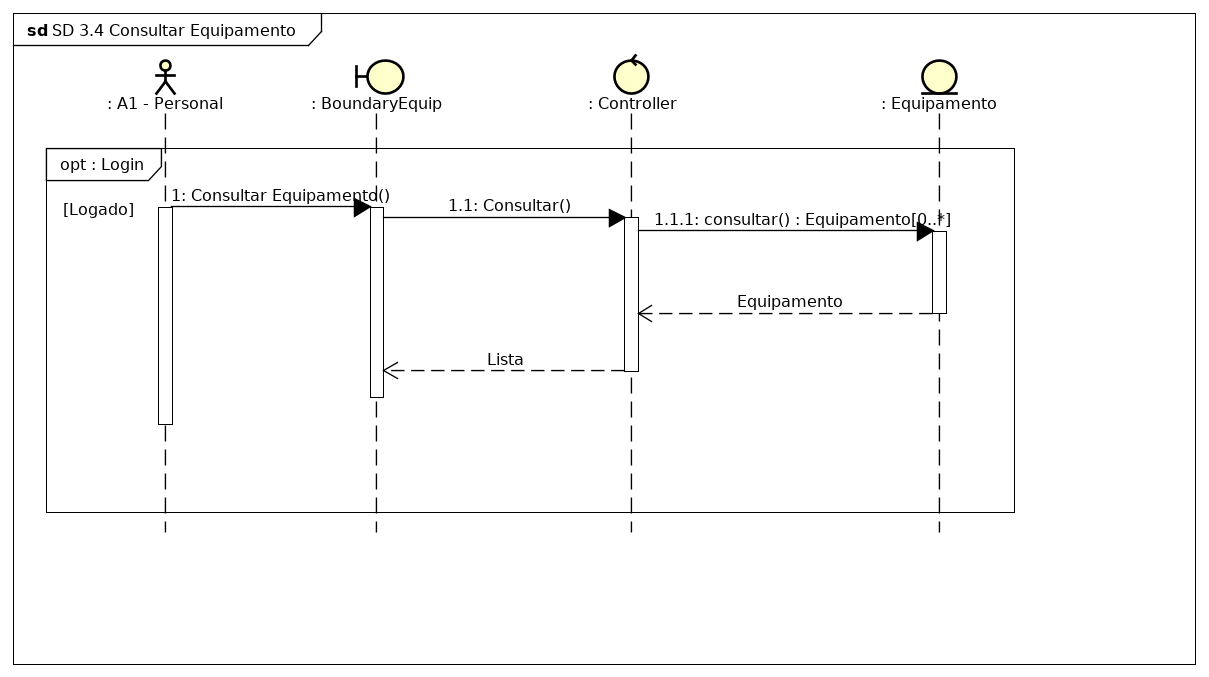 sd SD 3.4 Consultar Equipamento
: A1 - Personal
: BoundaryEquip
: Controller
: Equipamento
opt : Login
[Logado]
1: Consultar Equipamento()
1.1: Consultar()
1.1.1: consultar() : Equipamento[0..*]
Equipamento
Lista